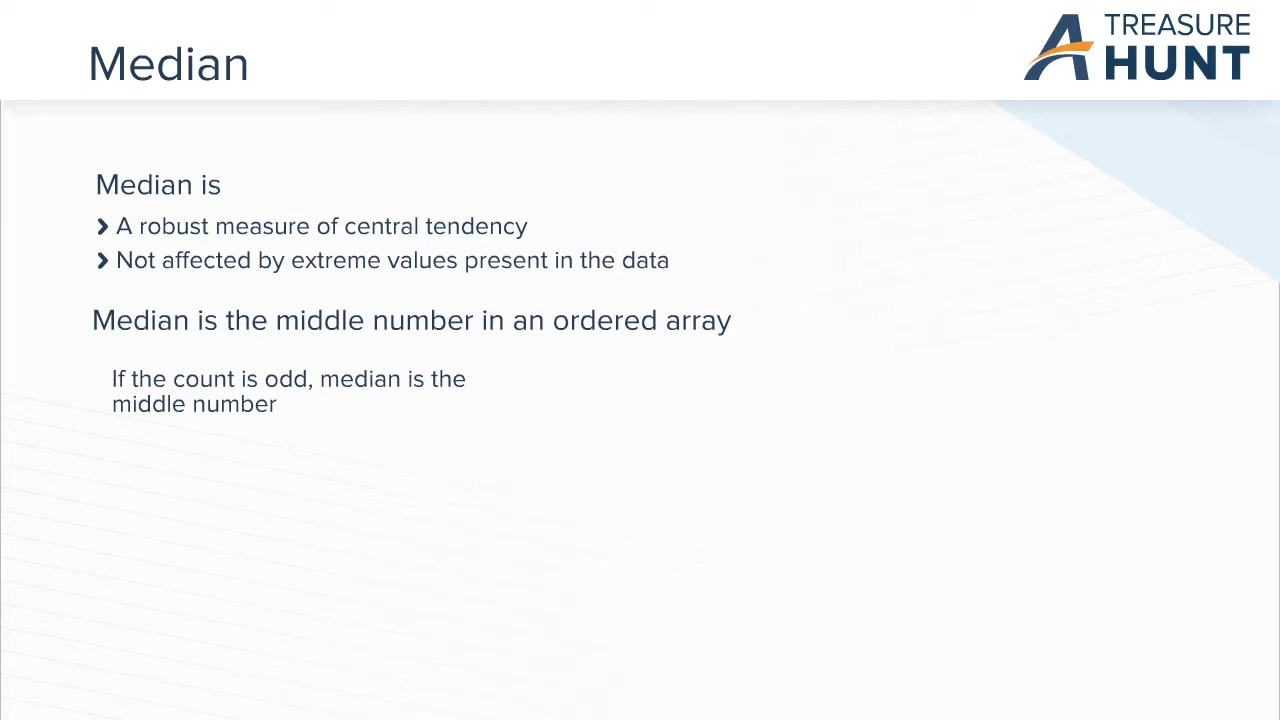 Median
TREASURE
HUNT
Median is
A robust measure of central tendency
Not affected by extreme values present in the data
Median is the middle number in an ordered array
If the count is odd, median is the
middle number